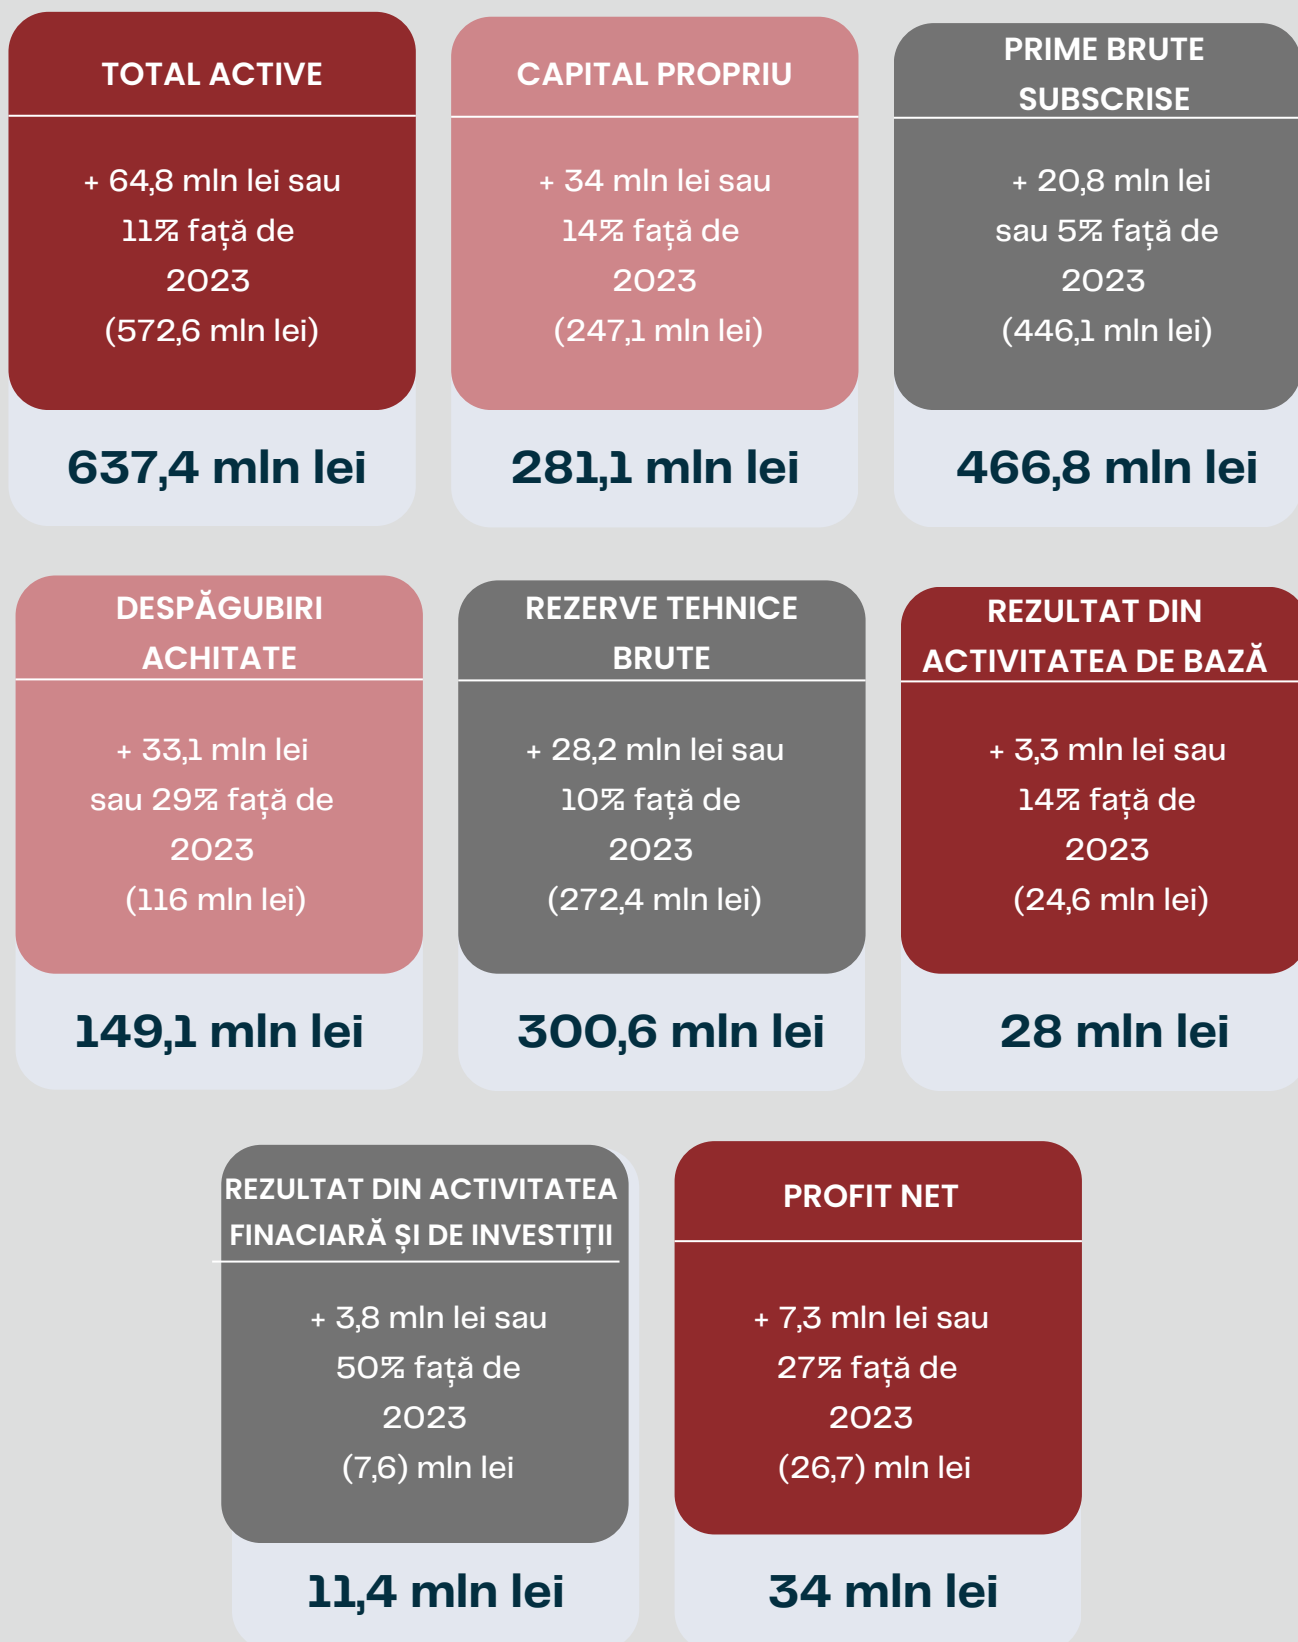 TOTAL ACTIVE
+ 64,8 mln lei sau
11% față de
2023
(572,6 mln lei)
637,4 mln lei
CAPITAL PROPRIU
+ 34 mln lei sau
14% față de
2023
(247,1 mln lei)
281,1 mln lei
PRIME BRUTE
SUBSCRISE
+ 20,8 mln lei
sau 5% față de
2023
(446,1 mln lei)
466,8 mln lei
DESPĂGUBIRI
ACHITATE
+ 33,1 mln lei
sau 29% față de
2023
(116 mln lei)
149,1 mln lei
REZERVE TEHNICE
BRUTE
+ 28,2 mln lei sau
10% față de
2023
(272,4 mln lei)
300,6 mln lei
REZULTAT DIN
ACTIVITATEA DE BAZĂ
+ 3,3 mln lei sau
14% față de
2023
(24,6 mln lei)
28 mln lei
REZULTAT DIN ACTIVITATEA
FINACIARĂ ȘI DE INVESTIȚII
+ 3,8 mln lei sau
50% față de
2023
(7,6) mln lei
11,4 mln lei
PROFIT NET
+ 7,3 mln lei sau
27% față de
2023
(26,7) mln lei
34 mln lei